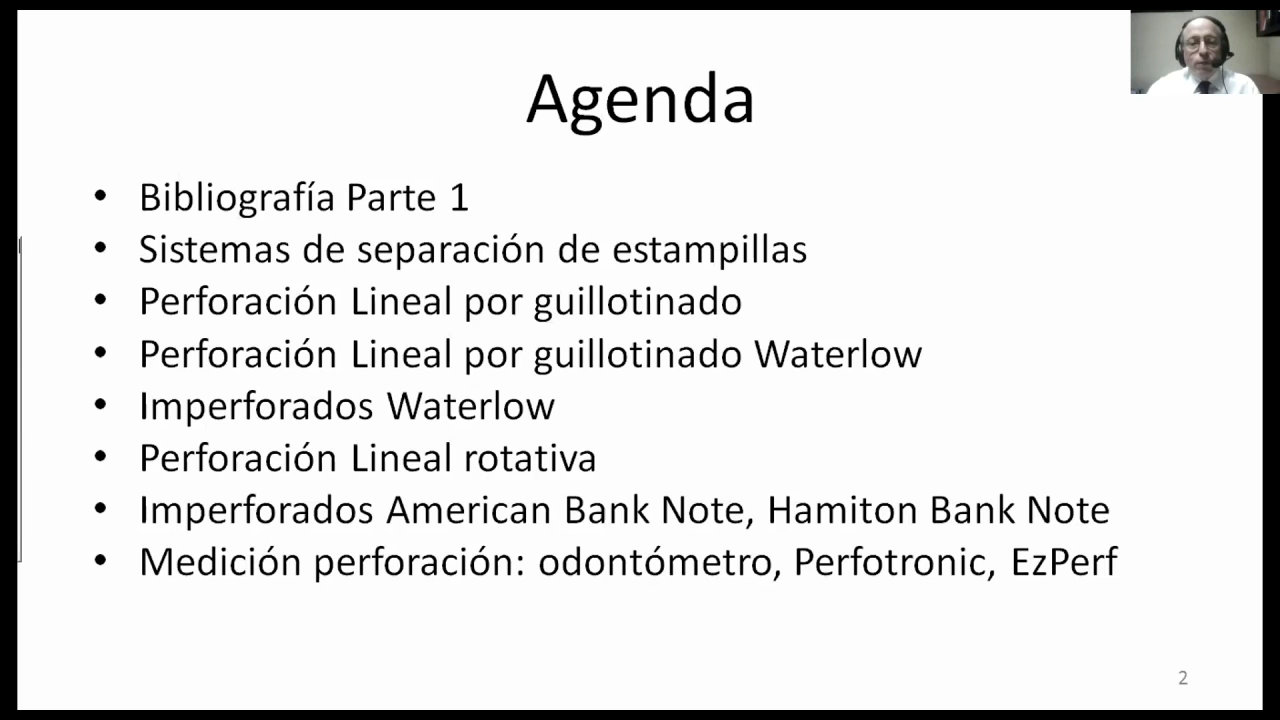 Agenda
• Bibliografía Parte 1
• Sistemas de separación de estampillas
• Perforación Lineal por guillotinado
• Perforación Lineal por guillotinado Waterlow
• Imperforados Waterlow
• Perforación Lineal rotativa
• Imperforados American Bank Note, Hamiton Bank Note
• Medición perforación: odontómetro, Perfotronic, EzPerf
2